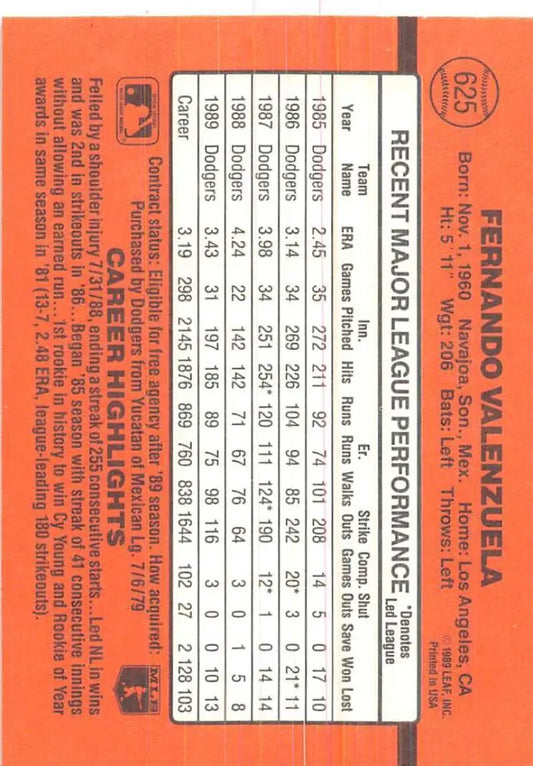 625
FERNANDO VALENZUELA
Born: Nov. 1, 1960 Navajoa, Son., Mex. Home: Los Angeles, CA
Ht: 5' 11" Wgt: 206 Bats: Left Throws: Left
© 1989 LEAF, INC.
Printed in USA
RECENT MAJOR LEAGUE PERFORMANCE
*Denotes
Led League
Team Inn. Er. Strike Comp. Shut
Year Name ERA Games Pitched Hits Runs Runs Walks Outs Games Outs Save Won Lost
1985 Dodgers 2.45 35 272 211 92 74 101 208 14 5 0 17 10
1986 Dodgers 3.14 34 269 226 104 94 85 242 20* 3 0 21* 11
1987 Dodgers 3.98 34 251 254* 120 111 124* 190 12* 1 0 14 14
1988 Dodgers 4.24 22 142 142 71 67 76 64 3 0 1 5 8
1989 Dodgers 3.43 31 197 185 89 75 98 116 3 0 0 10 13
Career 3.19 298 2145 1876 869 760 838 1644 102 27 2 128 103
Contract status: Eligible for free agency after '89 season. How acquired:
Purchased by Dodgers from Yucatan of Mexican Lg. 7/6/79
MLB
CAREER HIGHLIGHTS
Felled by a shoulder injury 7/31/88, ending a streak of 255 consecutive starts... Led NL in wins
and was 2nd in strikeouts in '86... Began '85 season with streak of 41 consecutive innings
without allowing an earned run... 1st rookie in history to win Cy Young and Rookie of Year
awards in same season in '81 (13-7, 2.48 ERA, league-leading 180 strikeouts).